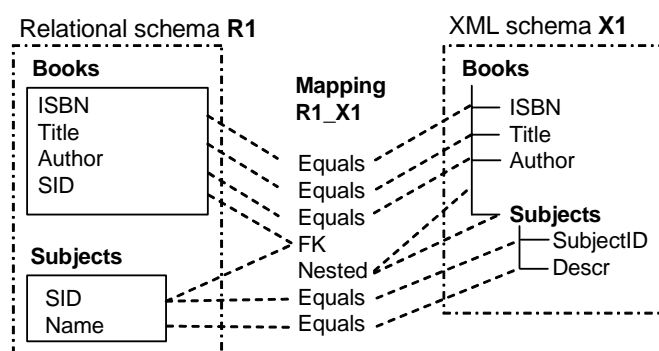 Relational schema R1
Books
ISBN
Title
Author
SID
Subjects
SID
Name
Mapping
R1_X1
Equals
Equals
Equals
FK
Nested
Equals
Equals
XML schema X1
Books
ISBN
Title
Author
Subjects
SubjectID
Descr